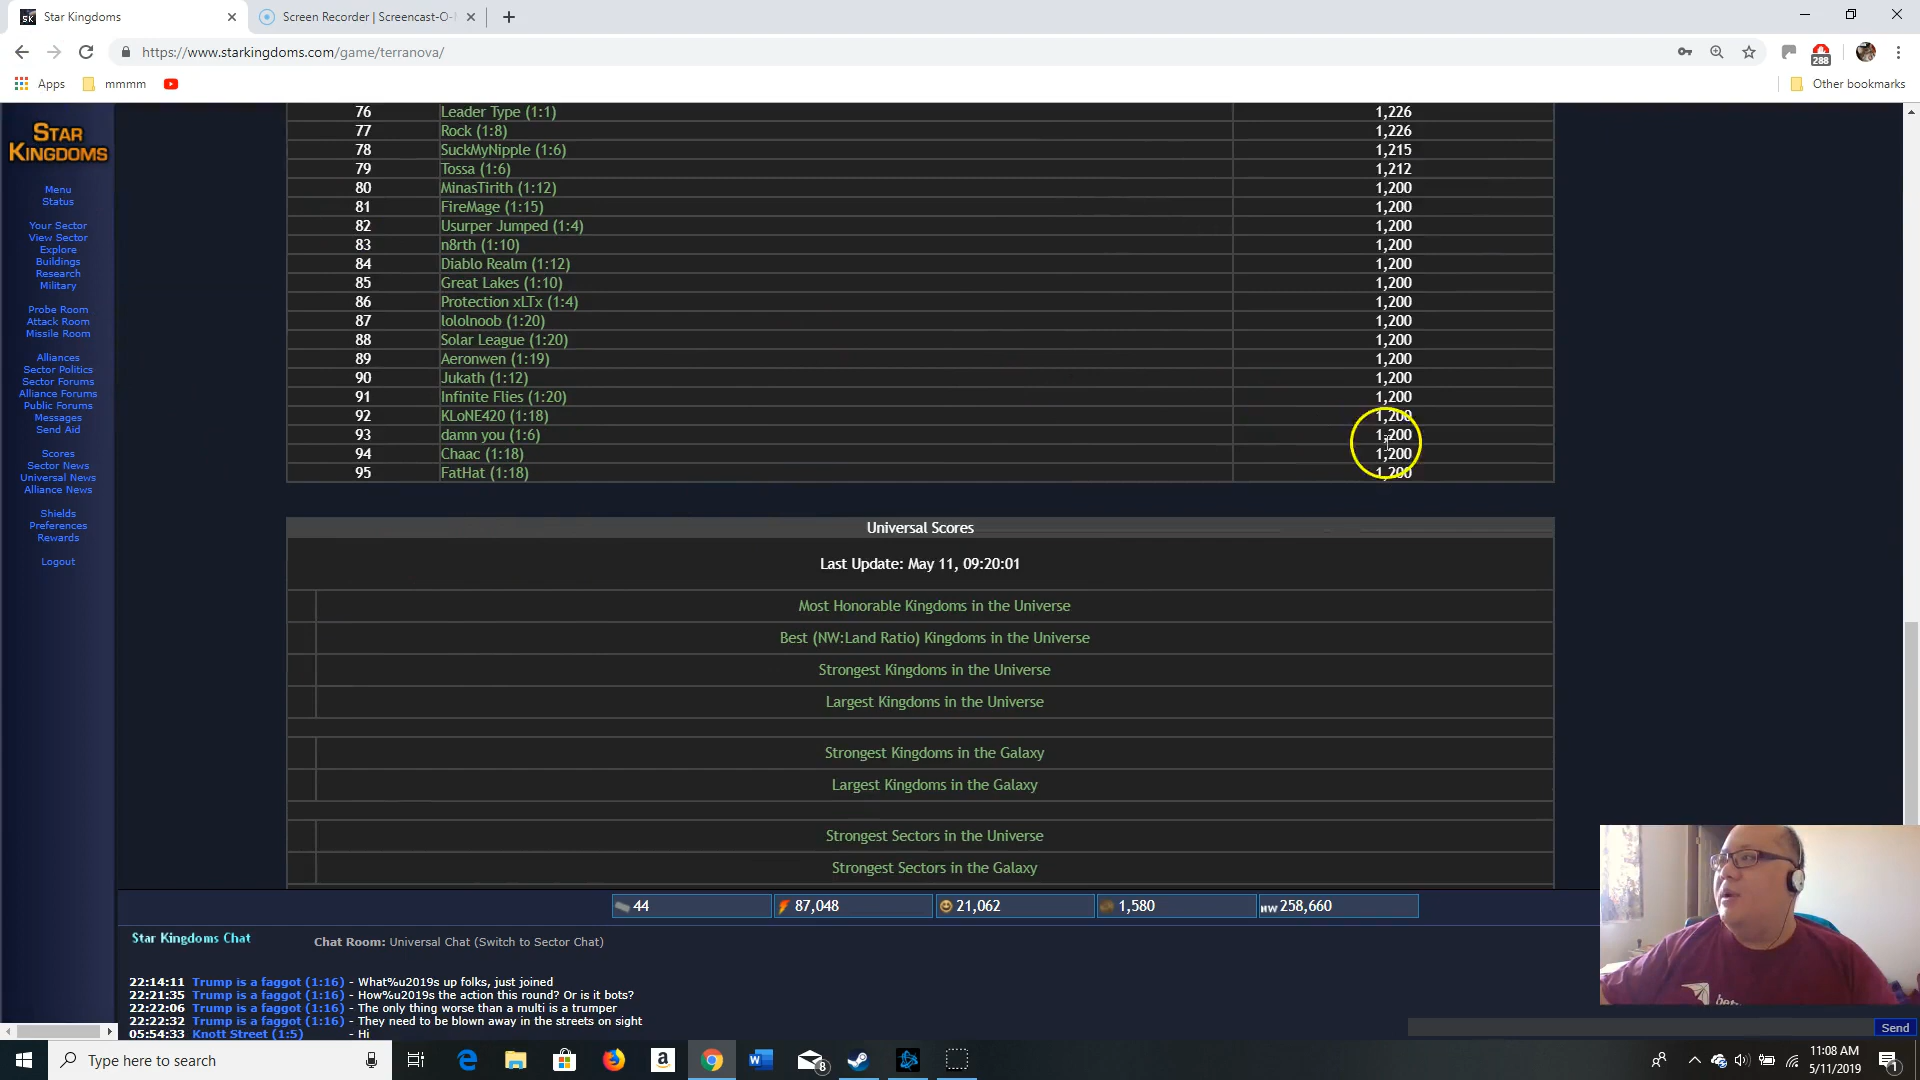 Star Kingdoms
Screen Recorder | Screencast-O-
https://www.starkingdoms.com/game/terranova/
288
Apps
mmmm
Other bookmarks
STAR
KINGDOMS
Menu
Status
Your Sector
View Sector
Explore
Buildings
Research
Military
Probe Room
Attack Room
Missile Room
Alliances
Sector Politics
Sector Forums
Alliance Forums
Public Forums
Messages
Send Aid
Scores
Sector News
Universal News
Alliance News
Shields
Preferences
Rewards
Logout
76 Leader Type (1:1) 1,226
77 Rock (1:8) 1,226
78 SuckMyNipple (1:6) 1,215
79 Tossa (1:6) 1,212
80 MinasTirith (1:12) 1,200
81 FireMage (1:15) 1,200
82 Usurper Jumped (1:4) 1,200
83 n8rth (1:10) 1,200
84 Diablo Realm (1:12) 1,200
85 Great Lakes (1:10) 1,200
86 Protection xLTx (1:4) 1,200
87 lololnoob (1:20) 1,200
88 Solar League (1:20) 1,200
89 Aeronwen (1:19) 1,200
90 Jukath (1:12) 1,200
91 Infinite Flies (1:20) 1,200
92 KLoNE420 (1:18) 1,200
93 damn you (1:6) 1,200
94 Chaac (1:18) 1,200
95 FatHat (1:18) 1,200
Universal Scores
Last Update: May 11, 09:20:01
Most Honorable Kingdoms in the Universe
Best (NW:Land Ratio) Kingdoms in the Universe
Strongest Kingdoms in the Universe
Largest Kingdoms in the Universe
Strongest Kingdoms in the Galaxy
Largest Kingdoms in the Galaxy
Strongest Sectors in the Universe
Strongest Sectors in the Galaxy
44 87,048 21,062 1,580 NW 258,660
Star Kingdoms Chat
Chat Room: Universal Chat (Switch to Sector Chat)
22:14:11 Trump is a faggot (1:16) - What%u2019s up folks, just joined
22:21:35 Trump is a faggot (1:16) - How%u2019s the action this round? Or is it bots?
22:22:06 Trump is a faggot (1:16) - The only thing worse than a multi is a trumper
22:22:32 Trump is a faggot (1:16) - They need to be blown away in the streets on sight
05:54:33 Knott Street (1:5) - Hi
Send
Type here to search
8
11:08 AM
5/11/2019
1